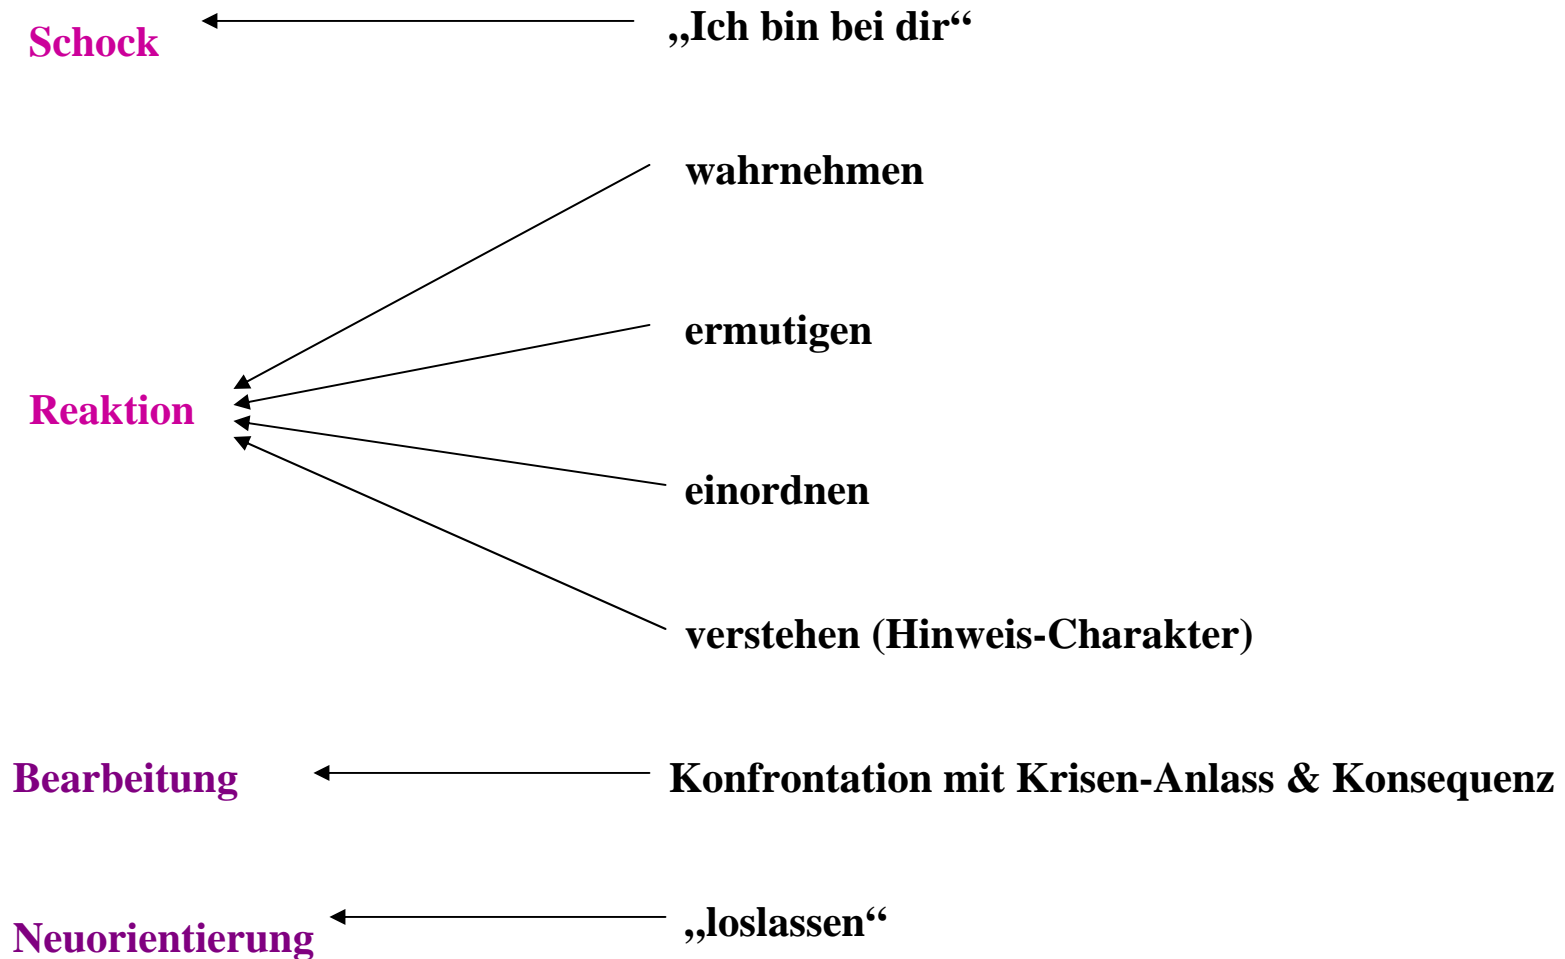 Schock
„Ich bin bei dir“
wahrnehmen
ermutigen
Reaktion
einordnen
verstehen (Hinweis-Charakter)
Bearbeitung
Konfrontation mit Krisen-Anlass & Konsequenz
Neuorientierung
„loslassen“